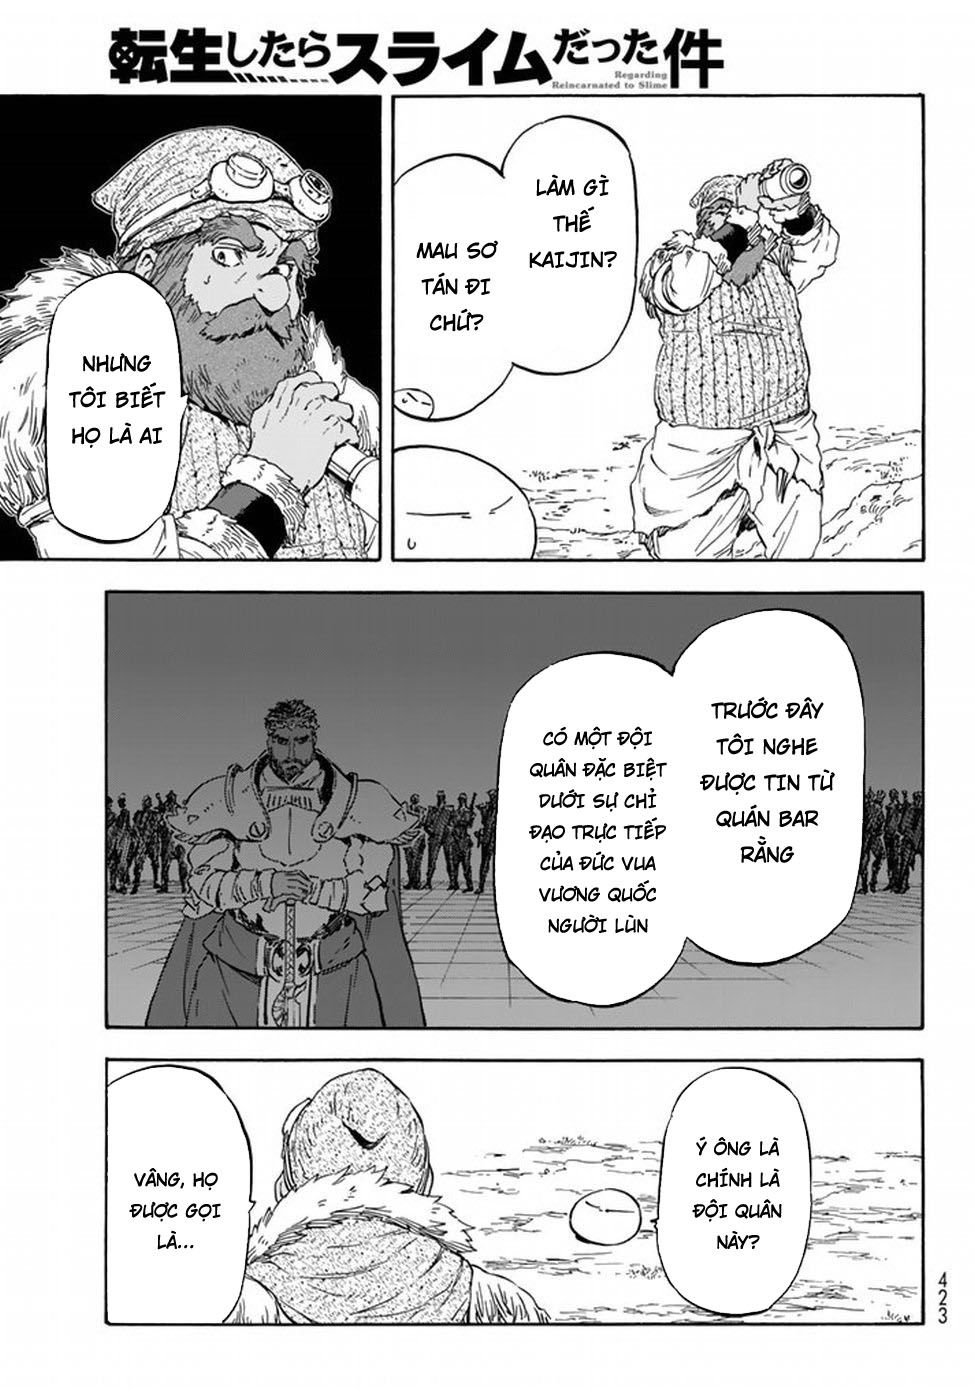 転生したらスライムだった件
Regarding
Reincarnated to Slime
LÀM GÌ
THẾ
KAIJIN?
MAU SƠ
TÁN ĐI
CHỨ?
NHƯNG
TÔI BIẾT
HỌ LÀ AI
TRƯỚC ĐÂY
TÔI NGHE
ĐƯỢC TIN TỪ
QUÁN BAR
RẰNG
CÓ MỘT ĐỘI
QUÂN ĐẶC BIỆT
DƯỚI SỰ CHỈ
ĐẠO TRỰC TIẾP
CỦA ĐỨC VUA
VƯƠNG QUỐC
NGƯỜI LÙN
Ý ÔNG LÀ
CHÍNH LÀ
ĐỘI QUÂN
NÀY?
VÂNG, HỌ
ĐƯỢC GỌI
LÀ...
423